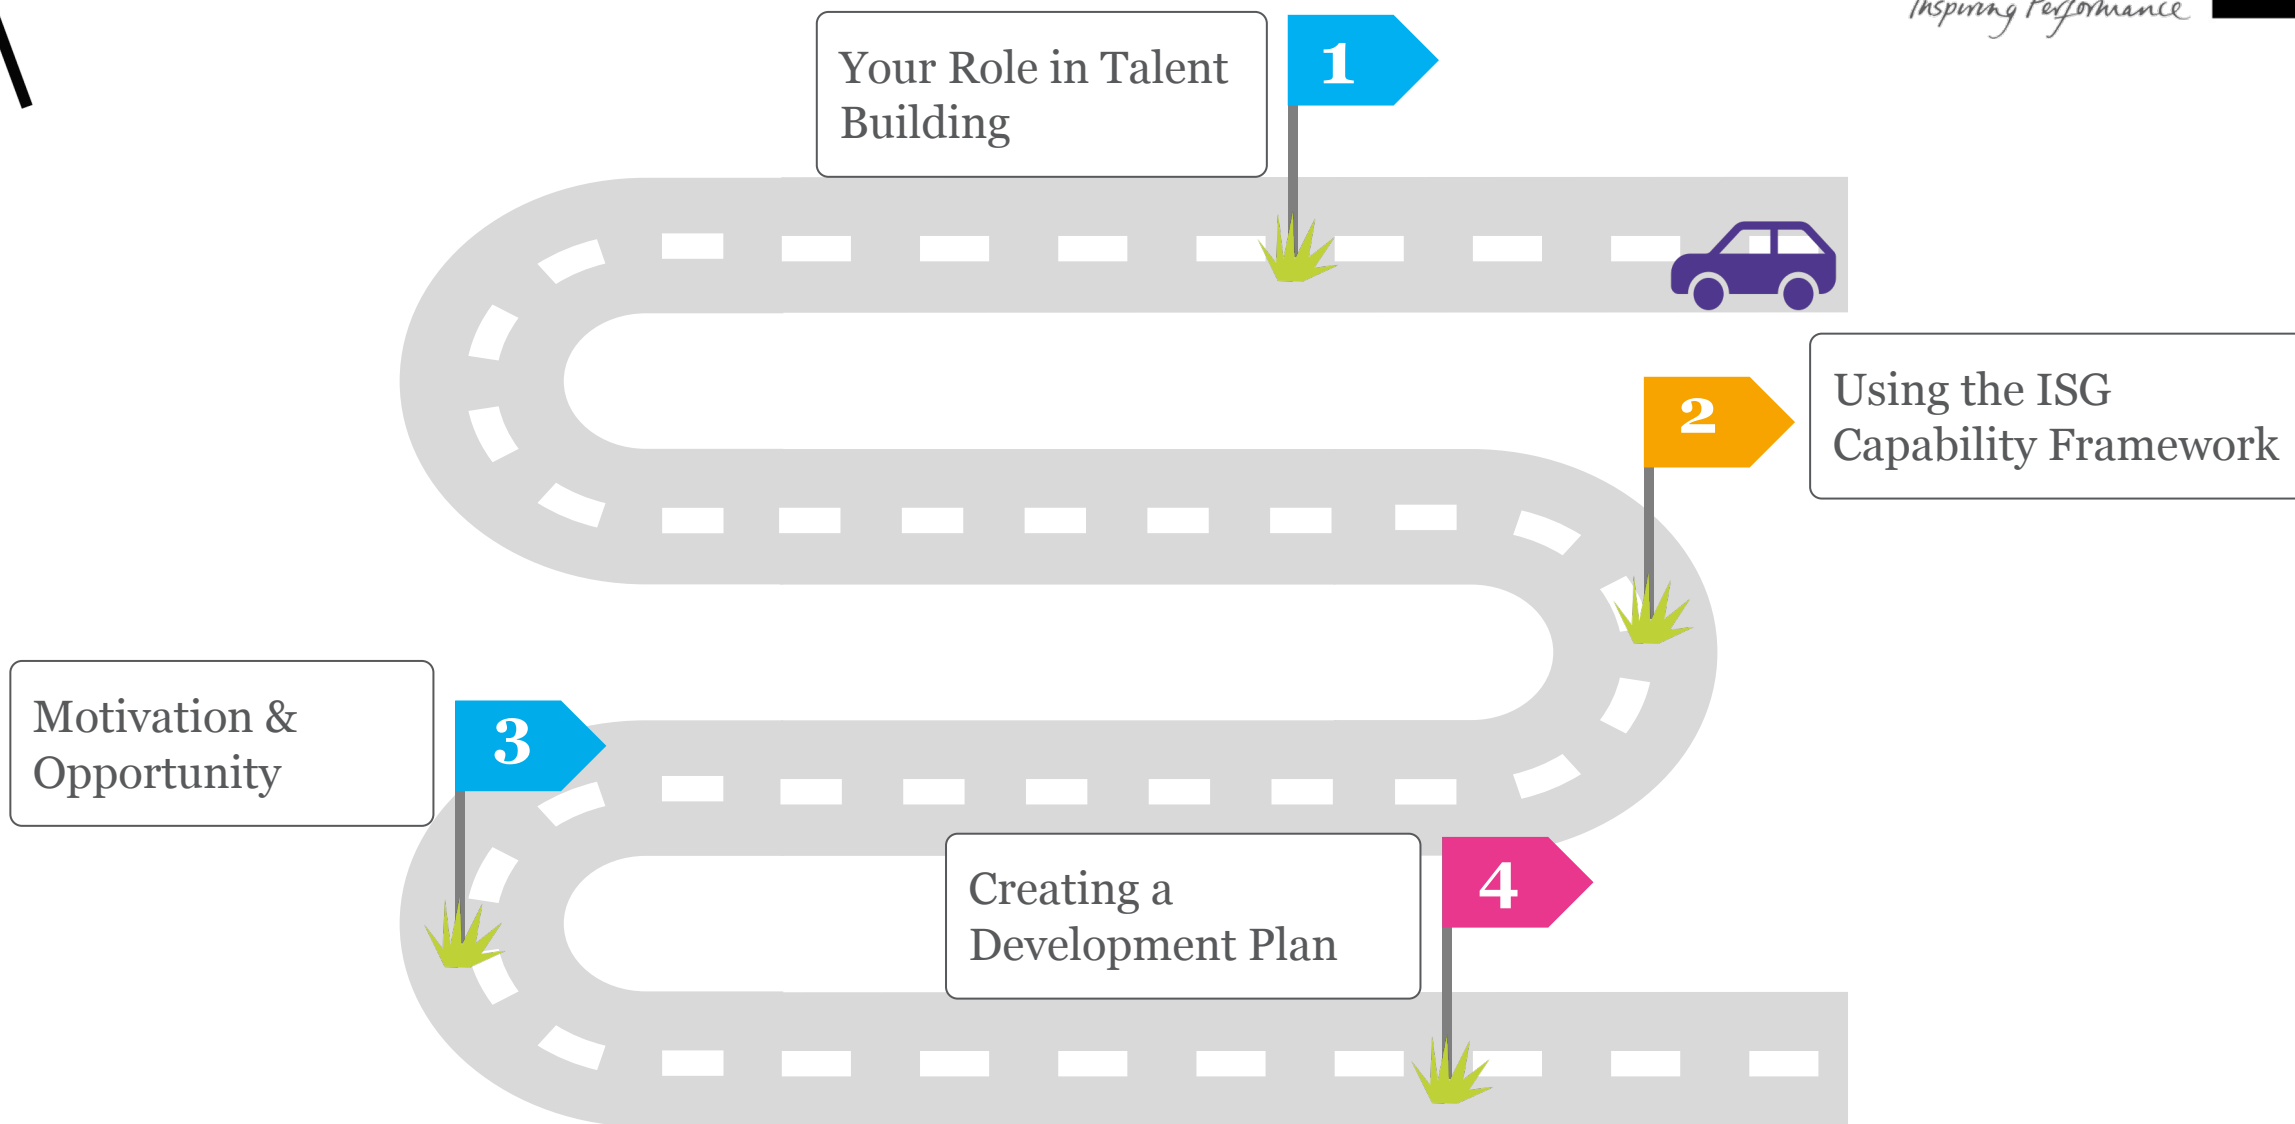 Inspiring Performance
Your Role in Talent
Building
1
2
Using the ISG
Capability Framework
Motivation &
Opportunity
3
Creating a
Development Plan
4